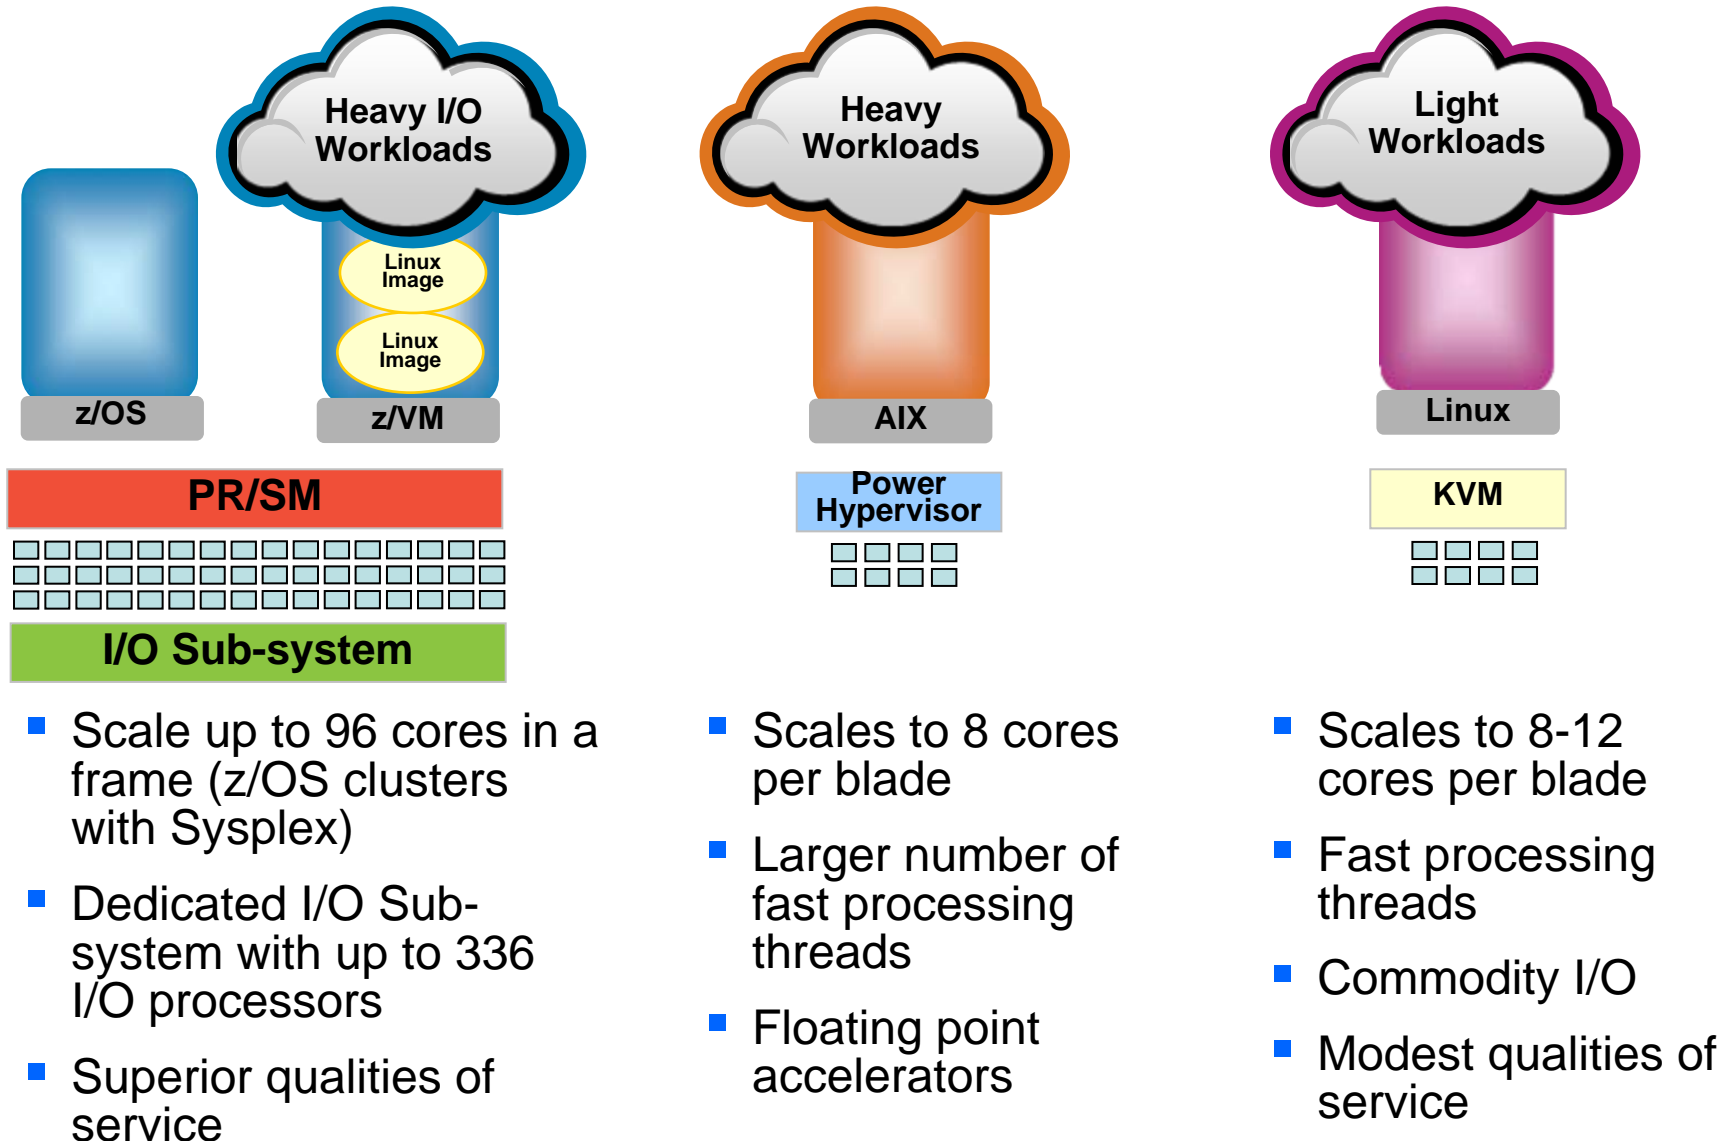 Heavy I/O
Workloads
Linux
Image
Linux
Image
z/OS
z/VM
PR/SM
I/O Sub-system
Scale up to 96 cores in a
frame (z/OS clusters
with Sysplex)
Dedicated I/O Sub-
system with up to 336
I/O processors
Superior qualities of
service
Heavy
Workloads
AIX
Power
Hypervisor
Scales to 8 cores
per blade
Larger number of
fast processing
threads
Floating point
accelerators
Light
Workloads
Linux
KVM
Scales to 8-12
cores per blade
Fast processing
threads
Commodity I/O
Modest qualities of
service